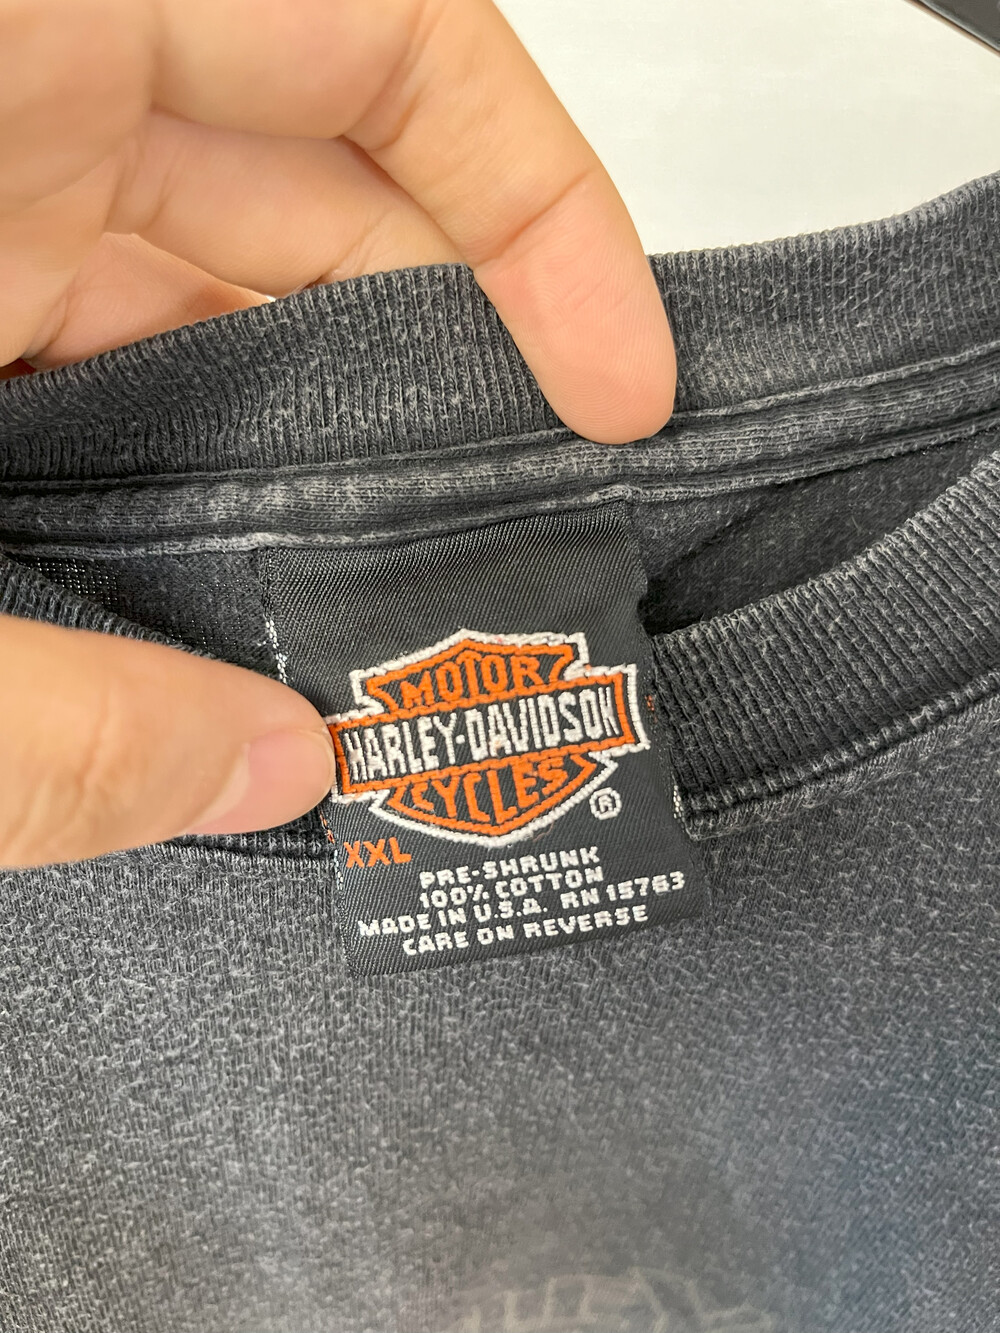 MOTOR
HARLEY-DAVIDSON
CYCLES
®
XXL
PRE-SHRUNK
100% COTTON
MADE IN U.S.A. RN 15763
CARE ON REVERSE